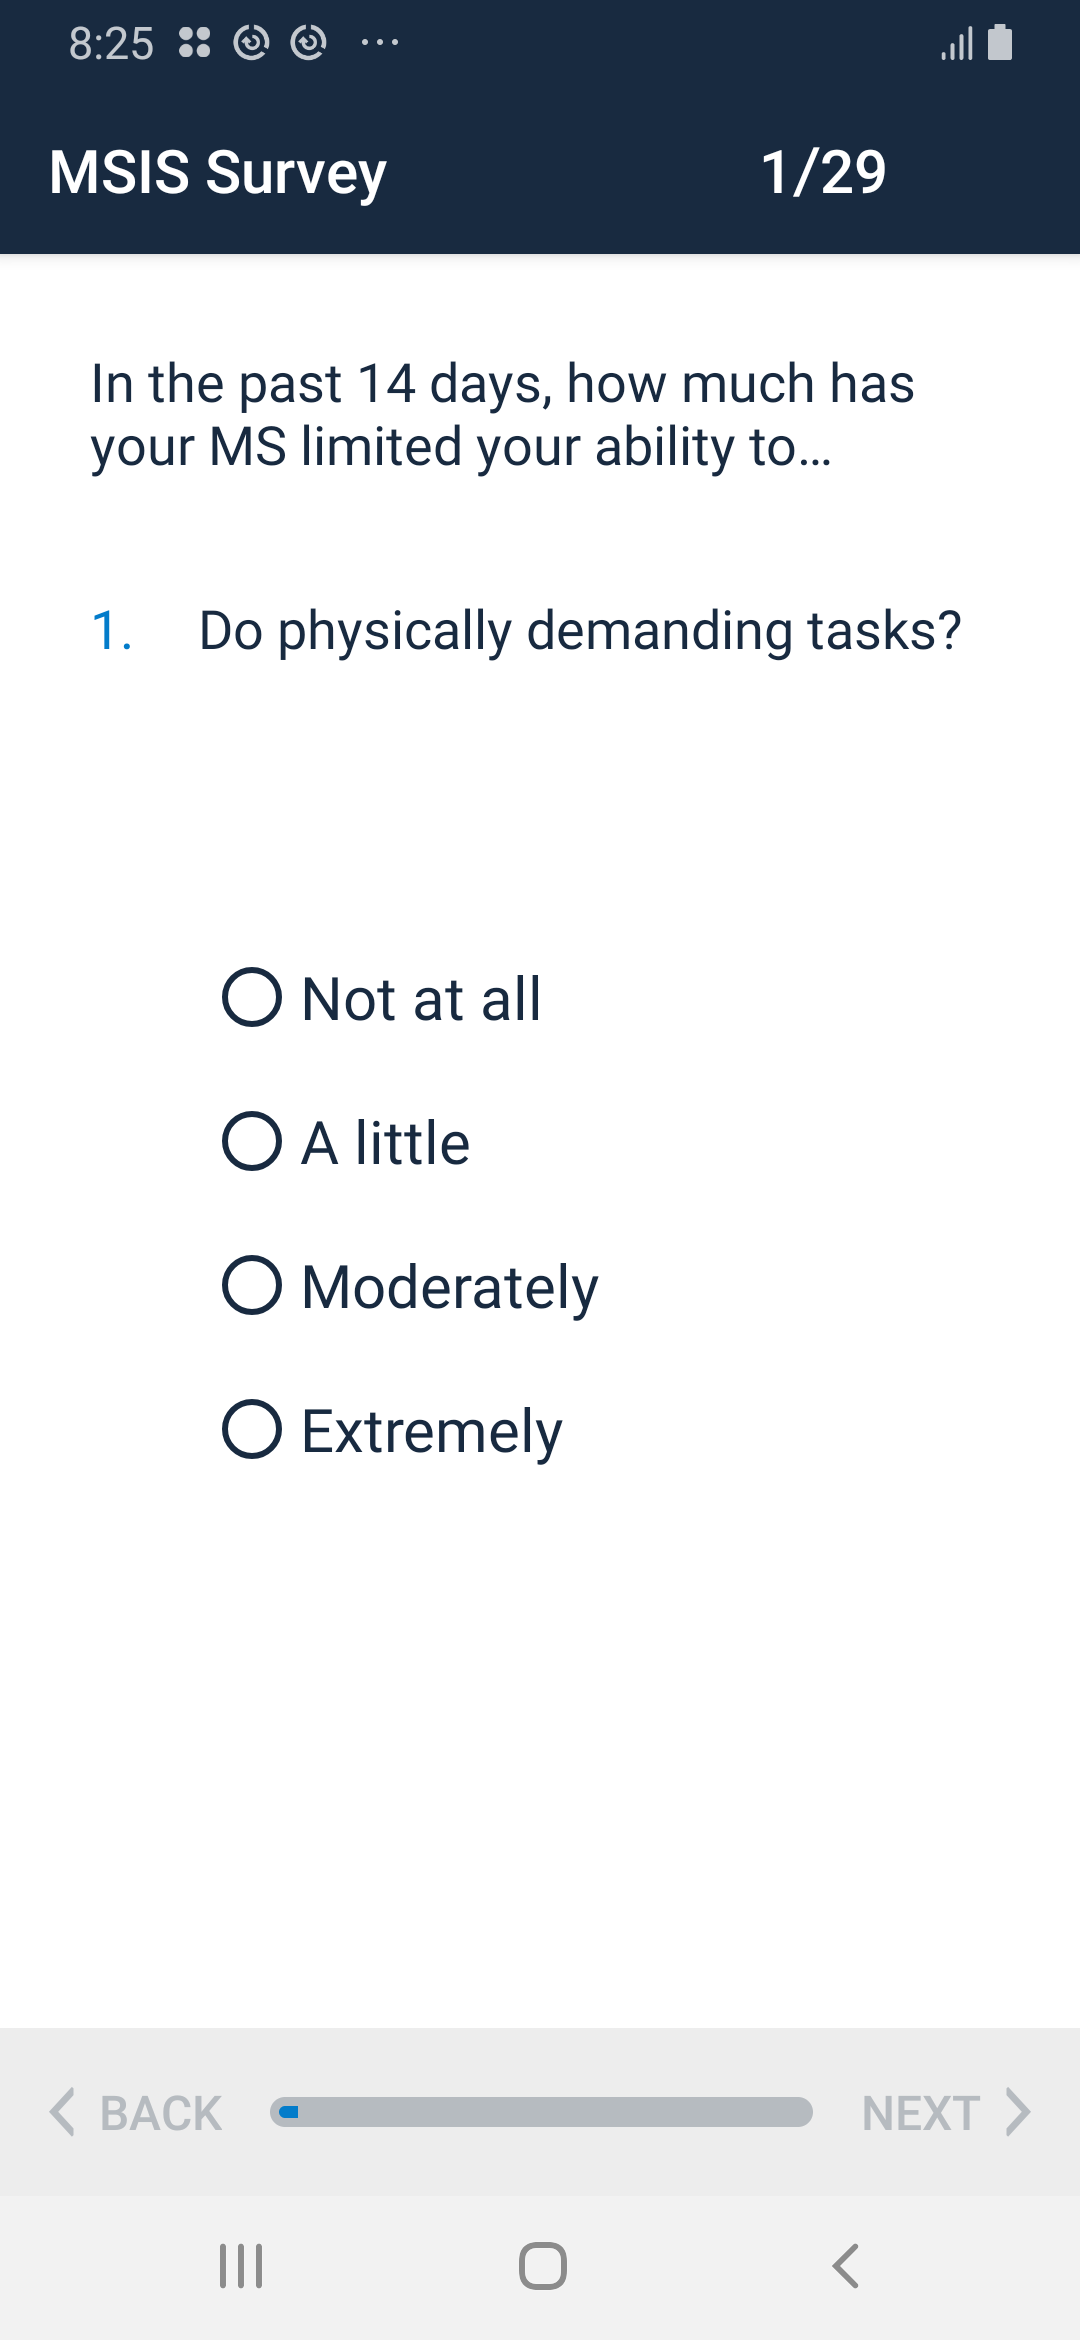 8:25
MSIS Survey 1/29
In the past 14 days, how much has
your MS limited your ability to...
1. Do physically demanding tasks?
Not at all
A little
Moderately
Extremely
BACK NEXT